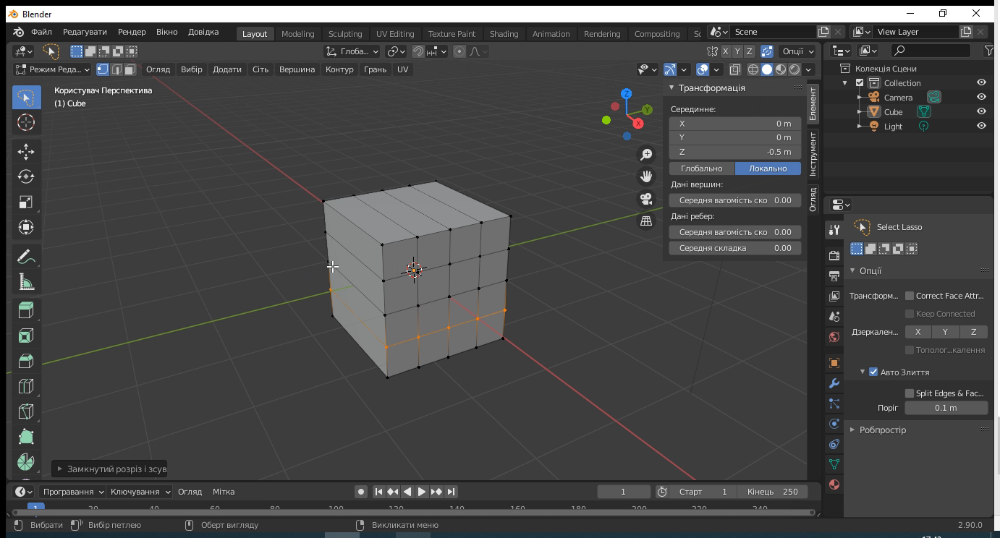 Blender
Файл Редагувати Рендер Вікно Довідка Layout Modeling Sculpting UV Editing Texture Paint Shading Animation Rendering Compositing Sc Scene View Layer
Глоба... X Y Z Опції
Режим Реда... Огляд Вибір Додати Сіть Вершина Контур Грань UV
Користувач Перспектива
(1) Cube
Z
Y
X
Трансформація
Серединне:
X 0 m
Y 0 m
Z -0.5 m
Глобально Локально
Дані вершин:
Середня вагомість ско 0.00
Дані ребер:
Середня вагомість ско 0.00
Середня складка 0.00
Елемент
Інструмент
Огляд
Колекція Сцени
Collection
Camera
Cube
Light
Select Lasso
Опції
Трансформ... Correct Face Attr...
Keep Connected
Дзеркален... X Y Z
Тополог...калення
Авто Злиття
Split Edges & Fac...
Поріг 0.1 m
Робпростір
Замкнутий розріз і зсув
Програвання Ключування Огляд Мітка 1 Старт 1 Кінець 250
1 20 40 60 80 100 120 140 160 180 200 220 240
Вибрати Вибір петлею Оберт вигляду Викликати меню 2.90.0